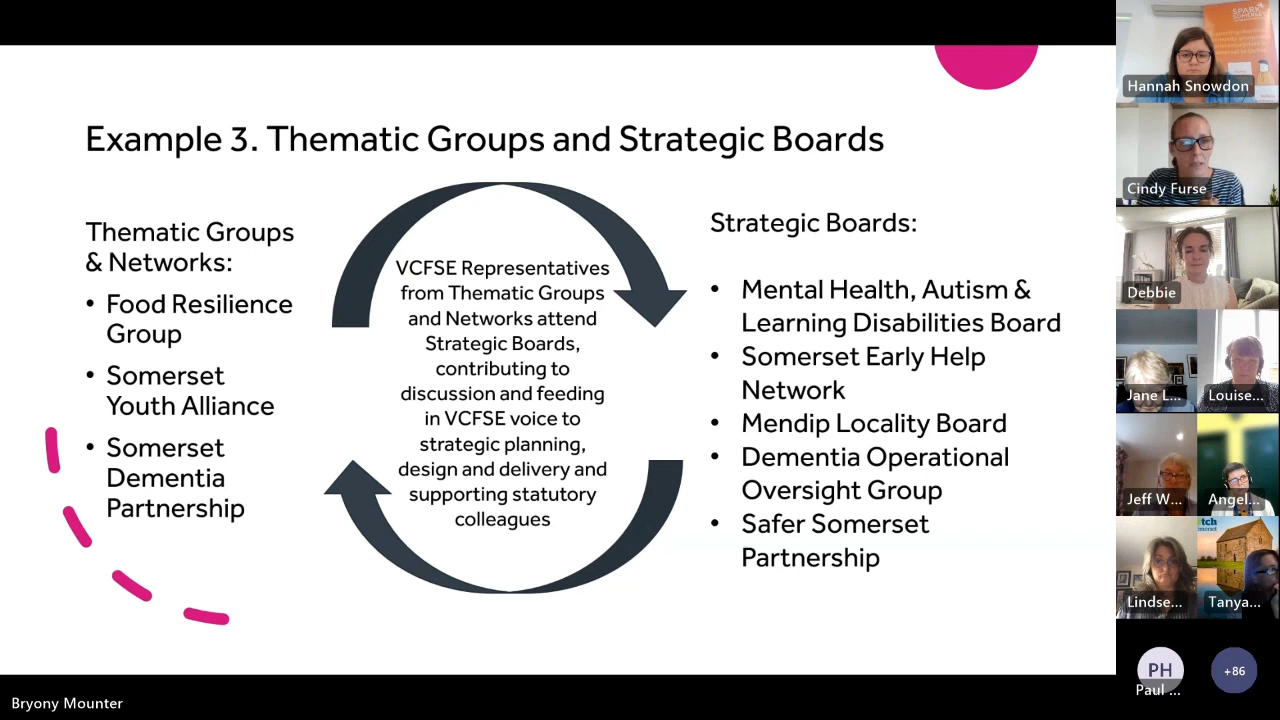 Example 3. Thematic Groups and Strategic Boards
Thematic Groups
& Networks:
• Food Resilience
Group
• Somerset
Youth Alliance
• Somerset
Dementia
Partnership
VCFSE Representatives
from Thematic Groups
and Networks attend
Strategic Boards,
contributing to
discussion and feeding
in VCFSE voice to
strategic planning,
design and delivery and
supporting statutory
colleagues
Strategic Boards:
• Mental Health, Autism &
Learning Disabilities Board
• Somerset Early Help
Network
• Mendip Locality Board
• Dementia Operational
Oversight Group
• Safer Somerset
Partnership
SPARK
SOMERSET
Hannah Snowdon
Cindy Furse
Debbie
Jane L...
Louise...
Jeff W...
Angel...
Lindse...
Tanya...
PH
Paul ...
+86
Bryony Mounter